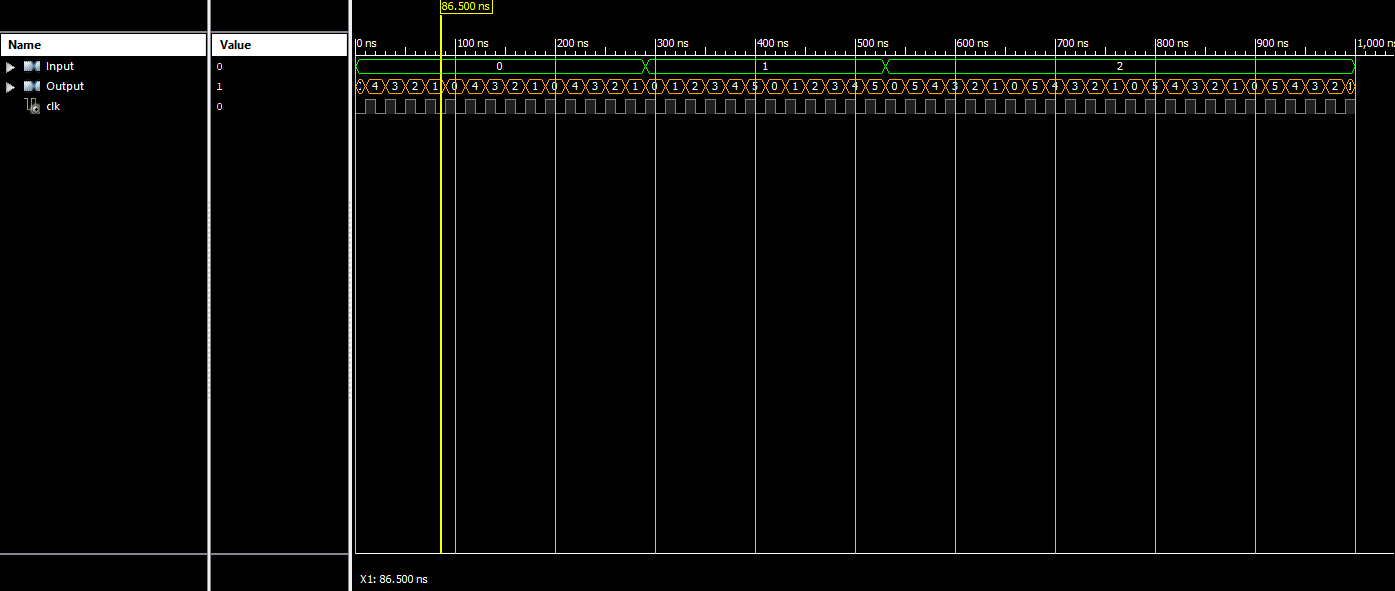 86.500 ns
Name Value 0 ns 100 ns 200 ns 300 ns 400 ns 500 ns 600 ns 700 ns 800 ns 900 ns 1,000 ns
Input 0 0 1 2
Output 1 4 3 2 1 0 4 3 2 1 0 4 3 2 1 0 1 2 3 4 5 0 1 2 3 4 5 0 5 4 3 2 1 0 5 4 3 2 1 0 5 4 3 2 1 0 5 4 3 2 1
clk 0
X1: 86.500 ns